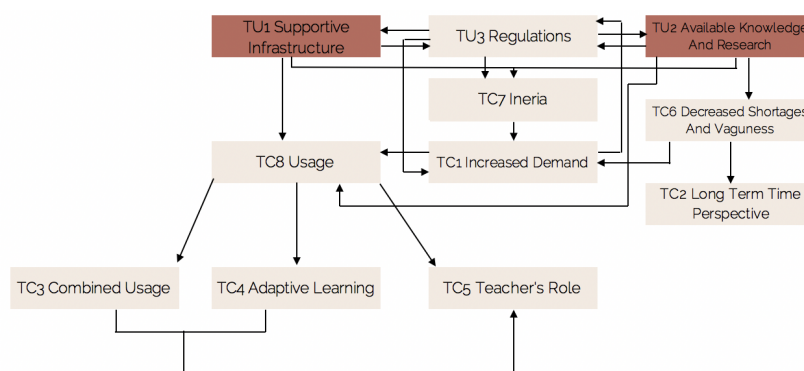 TU1 Supportive
Infrastructure
TU3 Regulations
TU2 Available Knowledge
And Research
TC7 Ineria
TC6 Decreased Shortages
And Vaguness
TC8 Usage
TC1 Increased Demand
TC2 Long Term Time
Perspective
TC3 Combined Usage
TC4 Adaptive Learning
TC5 Teacher's Role